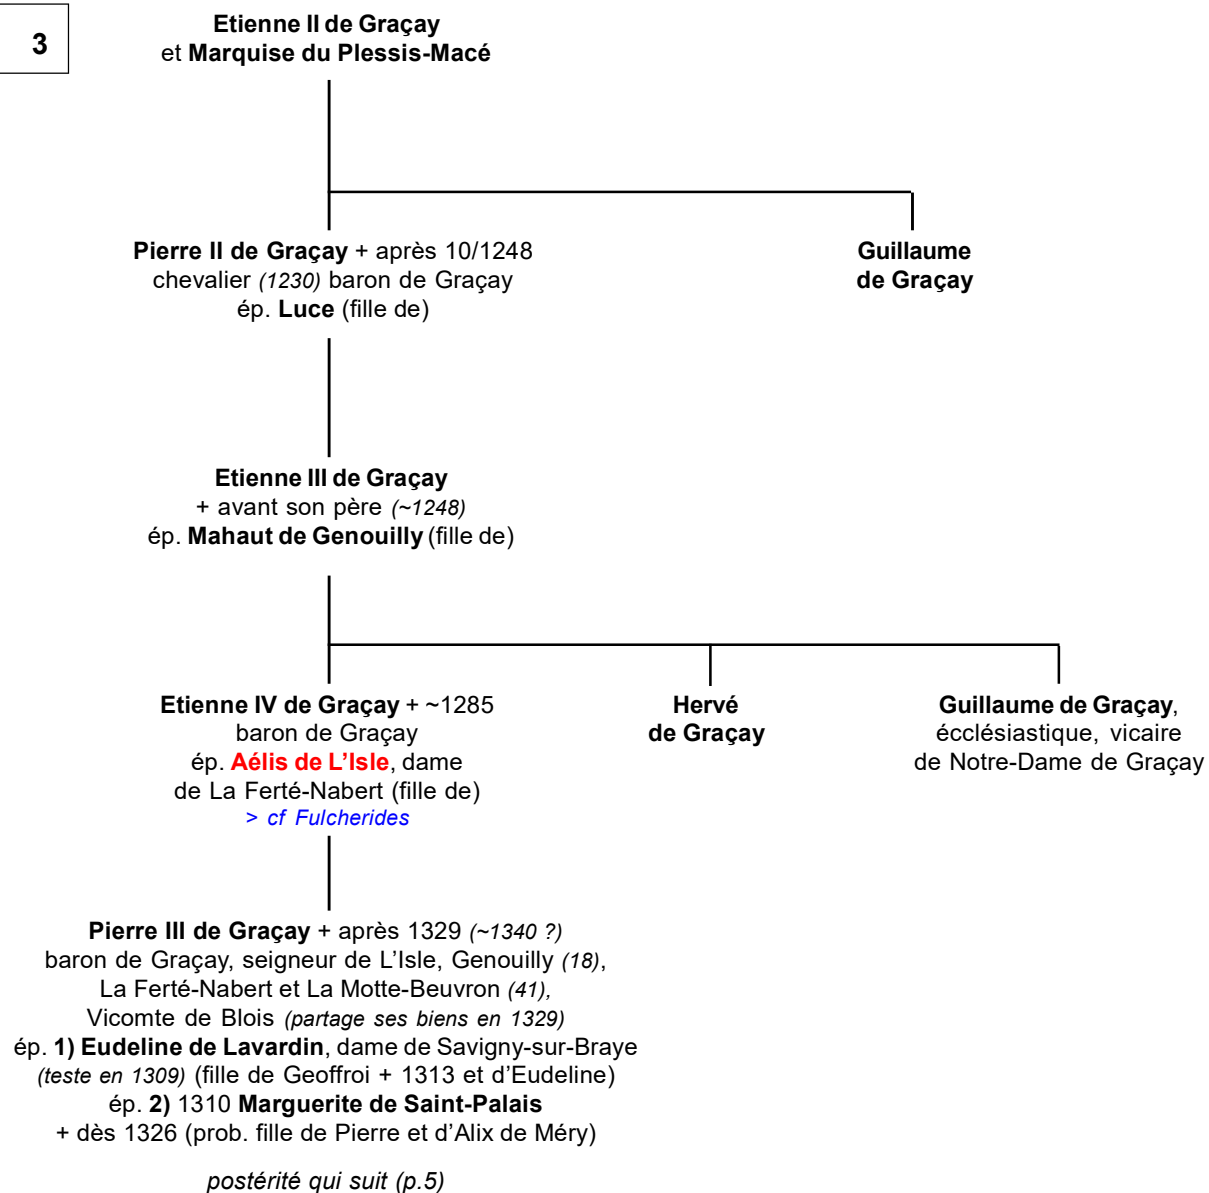 3
Etienne II de Graçay
et Marquise du Plessis-Macé
Pierre II de Graçay + après 10/1248
chevalier (1230) baron de Graçay
ép. Luce (fille de)
Guillaume
de Graçay
Etienne III de Graçay
+ avant son père (~1248)
ép. Mahaut de Genouilly (fille de)
Etienne IV de Graçay + ~1285
baron de Graçay
ép. Aélis de L'Isle, dame
de La Ferté-Nabert (fille de)
> cf Fulcherides
Hervé
de Graçay
Guillaume de Graçay,
écclésiastique, vicaire
de Notre-Dame de Graçay
Pierre III de Graçay + après 1329 (~1340 ?)
baron de Graçay, seigneur de L'Isle, Genouilly (18),
La Ferté-Nabert et La Motte-Beuvron (41),
Vicomte de Blois (partage ses biens en 1329)
ép. 1) Eudeline de Lavardin, dame de Savigny-sur-Braye
(teste en 1309) (fille de Geoffroi + 1313 et d'Eudeline)
ép. 2) 1310 Marguerite de Saint-Palais
+ dès 1326 (prob. fille de Pierre et d'Alix de Méry)
postérité qui suit (p.5)